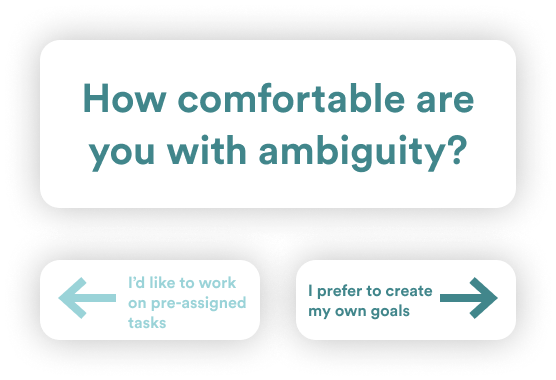 How comfortable are
you with ambiguity?
I'd like to work
on pre-assigned
tasks
I prefer to create
my own goals